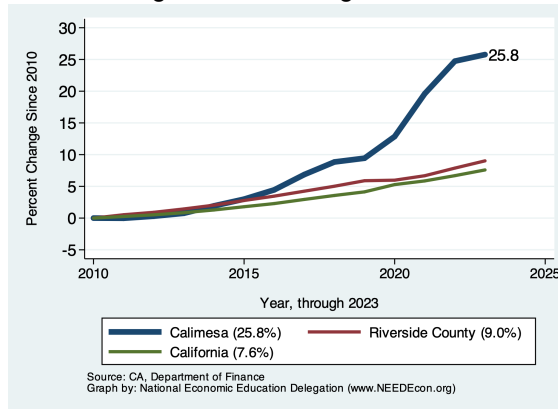 30
25.8
25
20
15
10
5
0
-5
Percent Change Since 2010
2010
2015
2020
2025
Year, through 2023
Calimesa (25.8%)
Riverside County (9.0%)
California (7.6%)
Source: CA, Department of Finance
Graph by: National Economic Education Delegation (www.NEEDEcon.org)